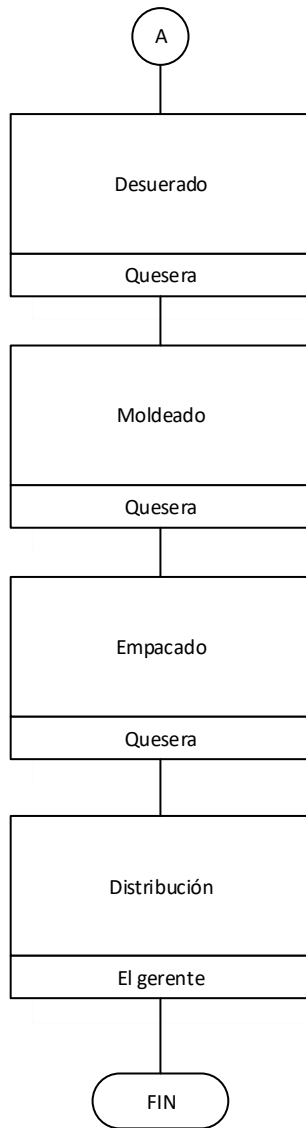 A
Desuerado
Quesera
Moldeado
Quesera
Empacado
Quesera
Distribución
El gerente
FIN